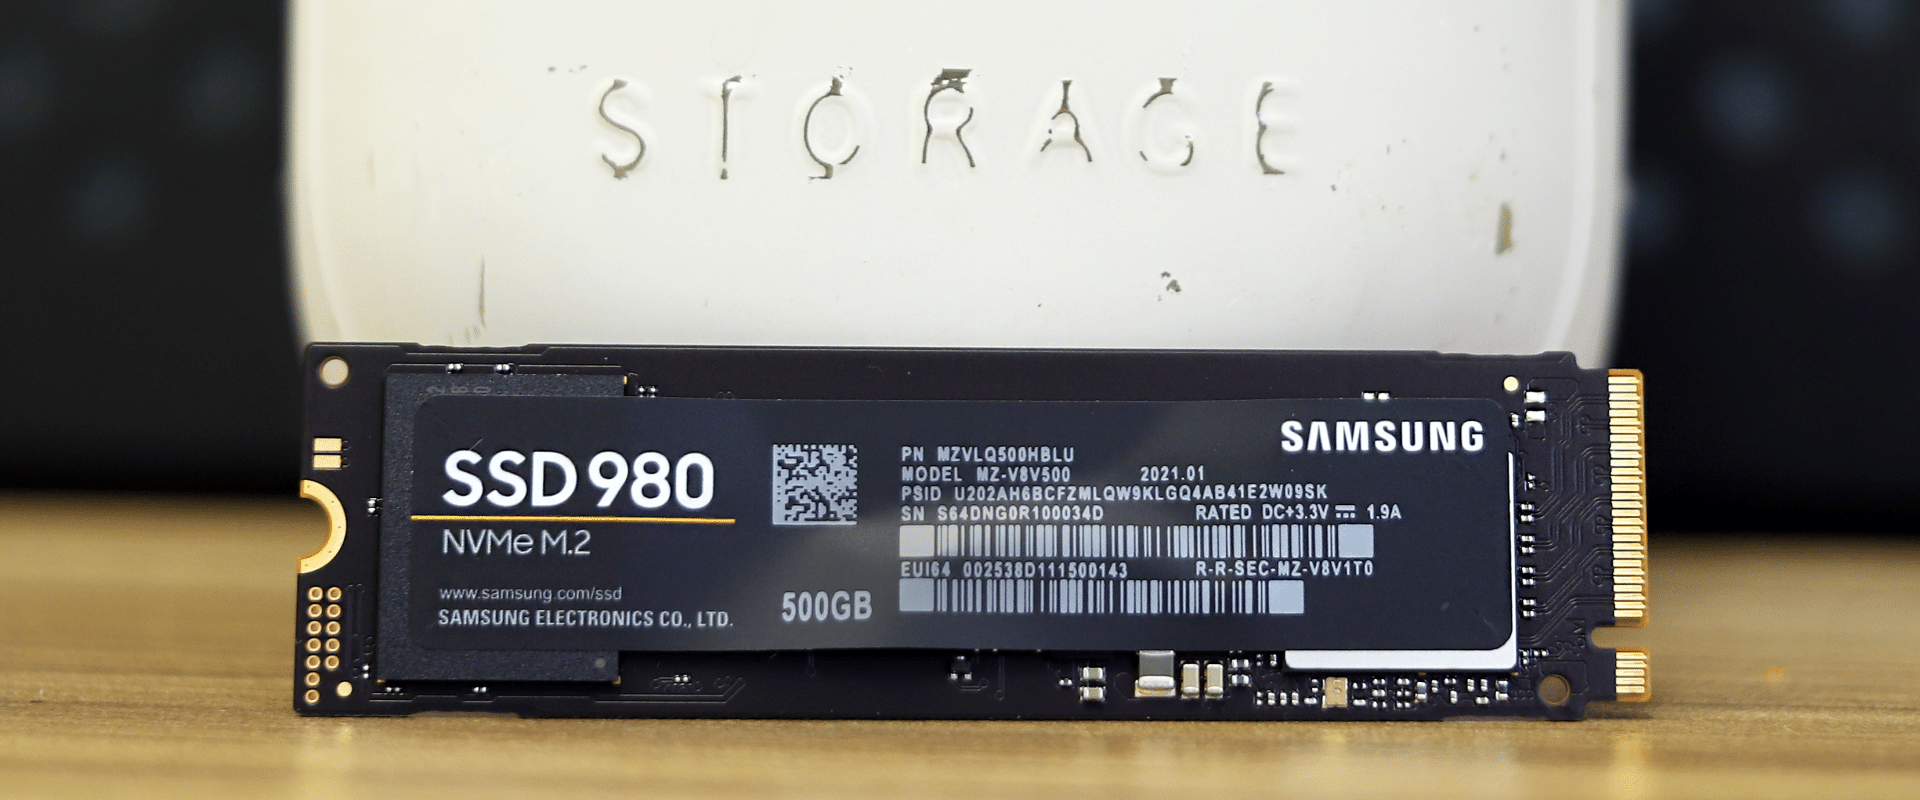 STORAGE
SAMSUNG
SSD 980
NVMe M.2
www.samsung.com/ssd
SAMSUNG ELECTRONICS CO., LTD.
500GB
PN MZVLQ500HBLU
MODEL MZ-V8V500 2021.01
PSID U202AH6BCFZMLQW9KLGQ4AB41E2W09SK
SN S64DNG0R100034D RATED DC+3.3V ⎓ 1.9A
EUI64 002538D111500143 R-R-SEC-MZ-V8V1T0